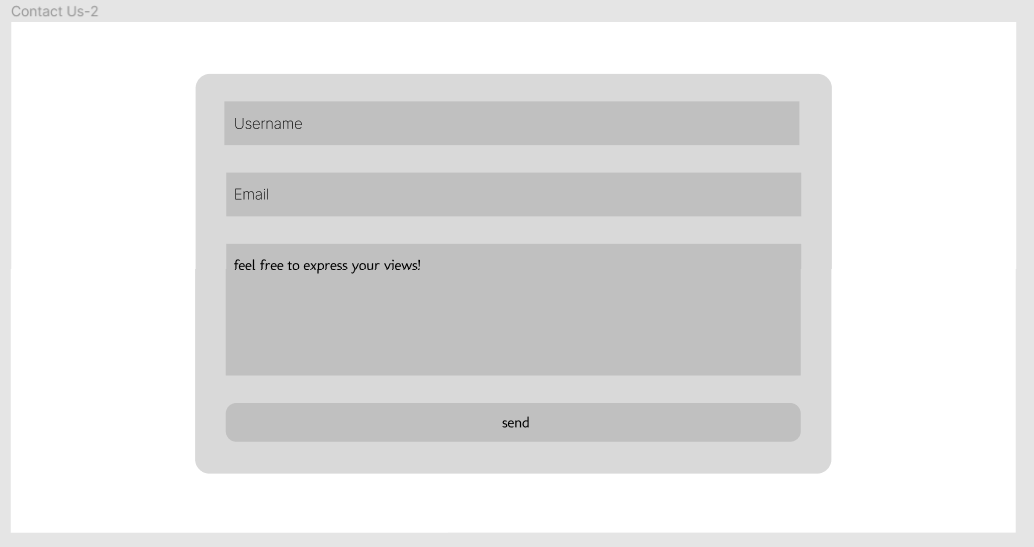 Contact Us-2
Username
Email
feel free to express your views!
send